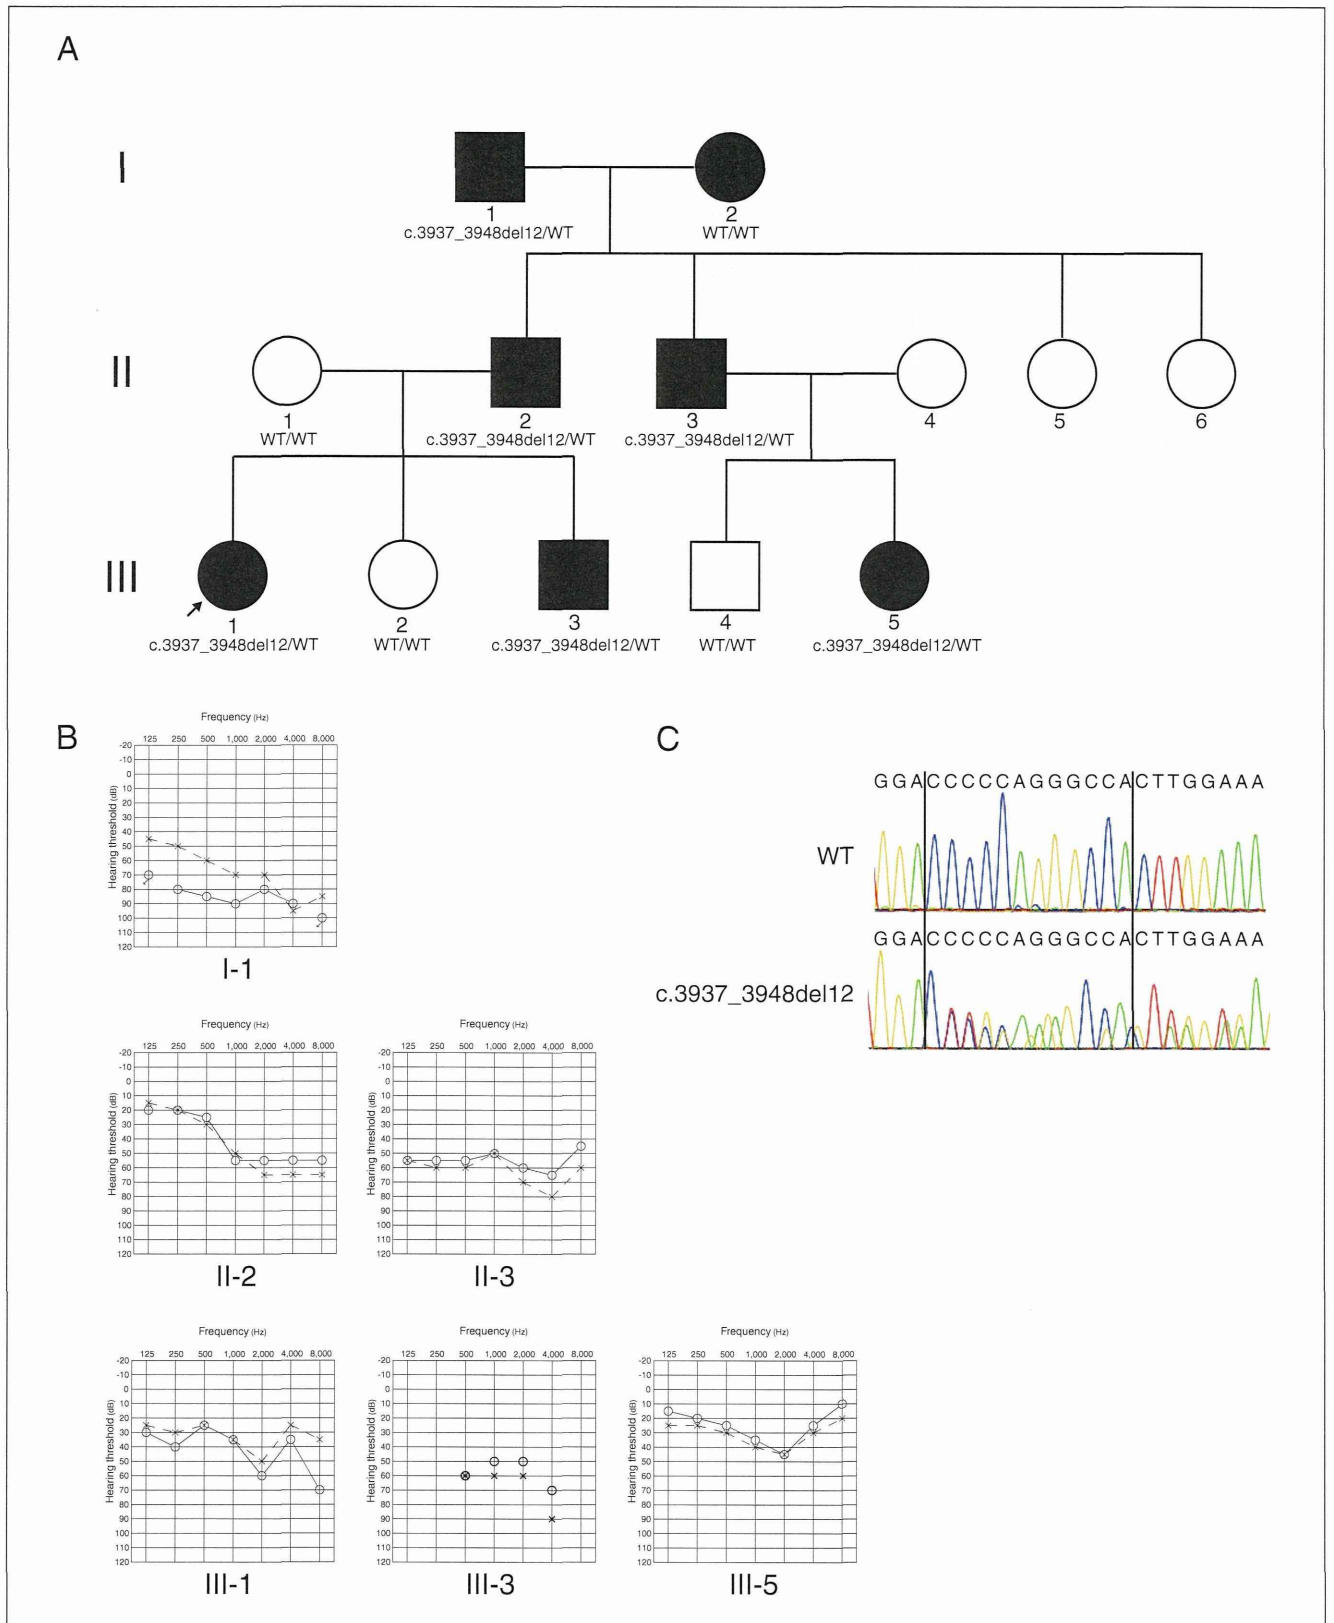 A
I
1 2
c.3937_3948del12/WT WT/WT
II
1 2 3 4 5 6
WT/WT c.3937_3948del12/WT c.3937_3948del12/WT
III
1 2 3 4 5
c.3937_3948del12/WT WT/WT c.3937_3948del12/WT WT/WT c.3937_3948del12/WT
B
Frequency (Hz)
125 250 500 1,000 2,000 4,000 8,000
Hearing threshold (dB)
-20
-10
0
10
20
30
40
50
60
70
80
90
100
110
120
I-1
Frequency (Hz)
125 250 500 1,000 2,000 4,000 8,000
Hearing threshold (dB)
-20
-10
0
10
20
30
40
50
60
70
80
90
100
110
120
II-2
Frequency (Hz)
125 250 500 1,000 2,000 4,000 8,000
Hearing threshold (dB)
-20
-10
0
10
20
30
40
50
60
70
80
90
100
110
120
II-3
Frequency (Hz)
125 250 500 1,000 2,000 4,000 8,000
Hearing threshold (dB)
-20
-10
0
10
20
30
40
50
60
70
80
90
100
110
120
III-1
Frequency (Hz)
125 250 500 1,000 2,000 4,000 8,000
Hearing threshold (dB)
-20
-10
0
10
20
30
40
50
60
70
80
90
100
110
120
III-3
Frequency (Hz)
125 250 500 1,000 2,000 4,000 8,000
Hearing threshold (dB)
-20
-10
0
10
20
30
40
50
60
70
80
90
100
110
120
III-5
C
GGACCCCCAGGGCCACTTGGAAA
WT
GGACCCCCAGGGCCACTTGGAAA
c.3937_3948del12